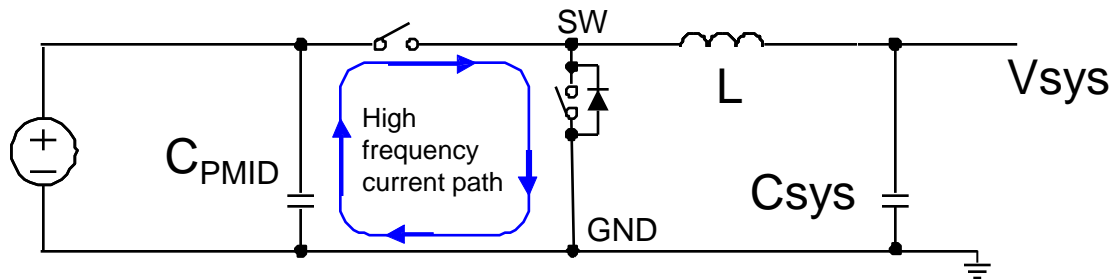 SW
L
Vsys
High
frequency
current path
CPMID
Csys
GND